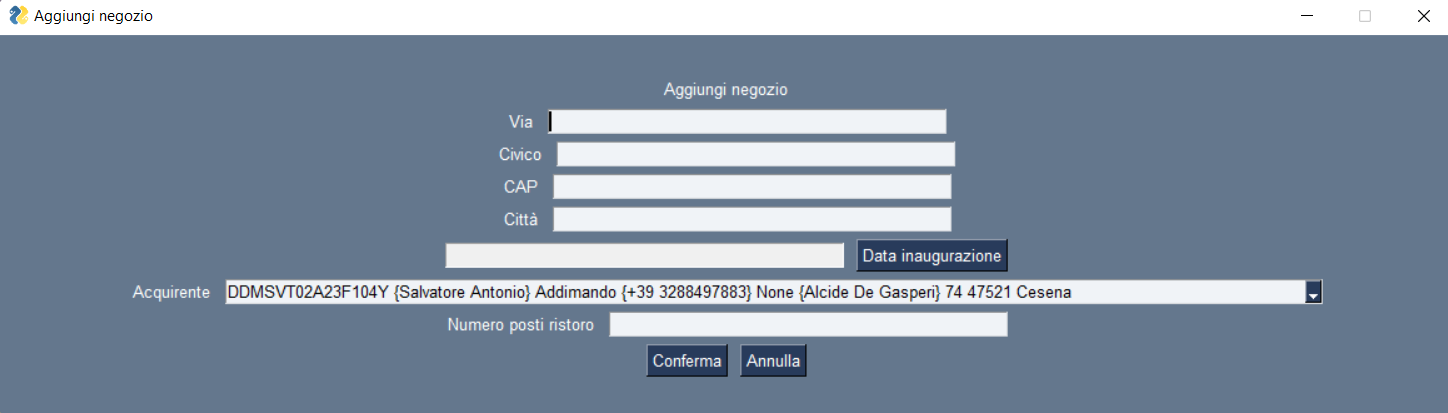 Aggiungi negozio
Aggiungi negozio
Via
Civico
CAP
Città
Data inaugurazione
Acquirente DDMSVT02A23F104Y {Salvatore Antonio} Addimando {+39 3288497883} None {Alcide De Gasperi} 74 47521 Cesena
Numero posti ristoro
Conferma Annulla